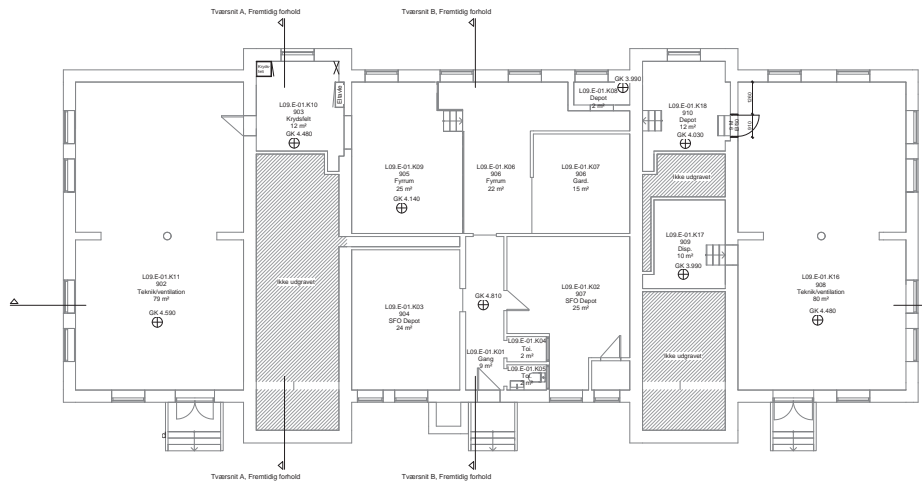 Tværsnit A, Fremtidig forhold
Tværsnit B, Fremtidig forhold
Kryds-
felt
Eltavle
L09.E-01.K10
903
Krydsfelt
12 m²
GK 4.480
GK 3.990
L09.E-01.K08
Depot
2 m²
L09.E-01.K18
910
Depot
12 m²
GK 4.030
1260
910
L09.E-01.K09
905
Fyrrum
25 m²
GK 4.140
L09.E-01.K06
906
Fyrrum
22 m²
L09.E-01.K07
906
Gard.
15 m²
Ikke udgravet
L09.E-01.K17
909
Disp.
10 m²
GK 3.990
L09.E-01.K11
902
Teknik/ventilation
79 m²
GK 4.590
Ikke udgravet
L09.E-01.K03
904
SFO Depot
24 m²
GK 4.810
L09.E-01.K02
907
SFO Depot
25 m²
L09.E-01.K16
908
Teknik/ventilation
80 m²
GK 4.480
L09.E-01.K01
Gang
9 m²
L09.E-01.K04
Toi.
2 m²
L09.E-01.K05
Toi.
2 m²
Ikke udgravet
Tværsnit A, Fremtidig forhold
Tværsnit B, Fremtidig forhold